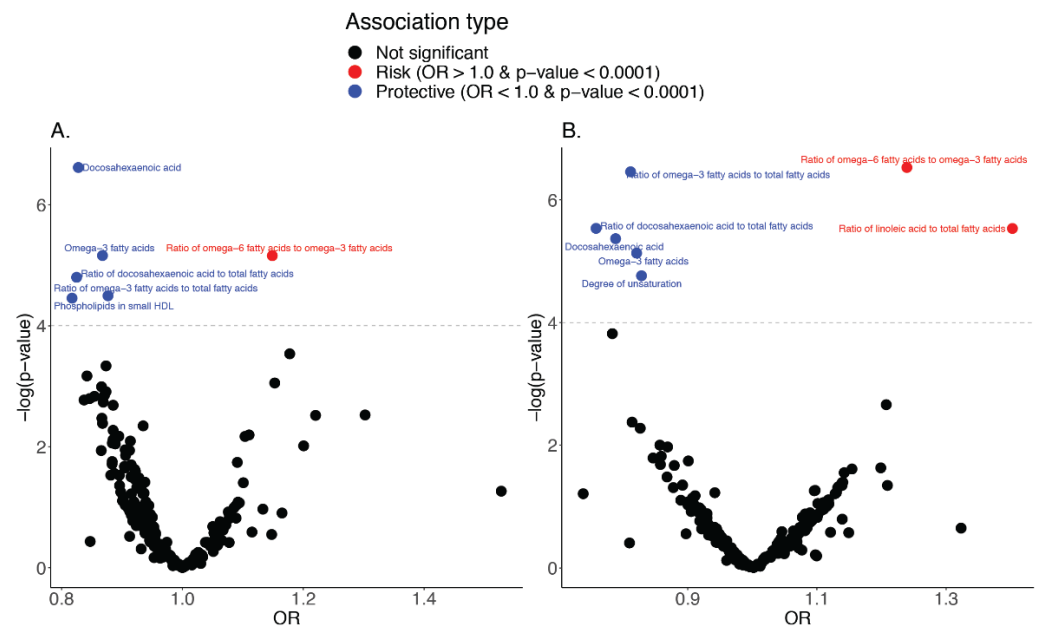 Association type
Not significant
Risk (OR > 1.0 & p−value < 0.0001)
Protective (OR < 1.0 & p−value < 0.0001)
A.
Docosahexaenoic acid
Omega−3 fatty acids
Ratio of omega−6 fatty acids to omega−3 fatty acids
Ratio of docosahexaenoic acid to total fatty acids
Ratio of omega−3 fatty acids to total fatty acids
Phospholipids in small HDL
−log(p−value)
6
4
2
0
0.8
1.0
1.2
1.4
OR
B.
Ratio of omega−6 fatty acids to omega−3 fatty acids
Ratio of omega−3 fatty acids to total fatty acids
Ratio of docosahexaenoic acid to total fatty acids
Ratio of linoleic acid to total fatty acids
Docosahexaenoic acid
Omega−3 fatty acids
Degree of unsaturation
−log(p−value)
6
4
2
0
0.9
1.1
1.3
OR